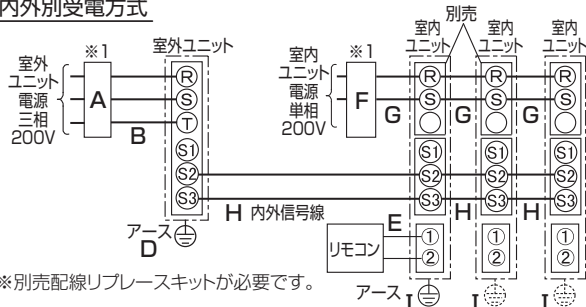 内外別受電方式
別売
室外
ユニット
電源
三相
200V
※1
A
B
室外ユニット
R
S
T
S1
S2
S3
アース
D
H 内外信号線
室内
ユニット
電源
単相
200V
※1
F
G
G
G
室内
ユニット
R
S
S1
S2
S3
①
②
室内
ユニット
R
S
S1
S2
S3
①
②
室内
ユニット
R
S
S1
S2
S3
①
②
H
H
E
リモコン
アース I
I
I
※別売配線リプレースキットが必要です。